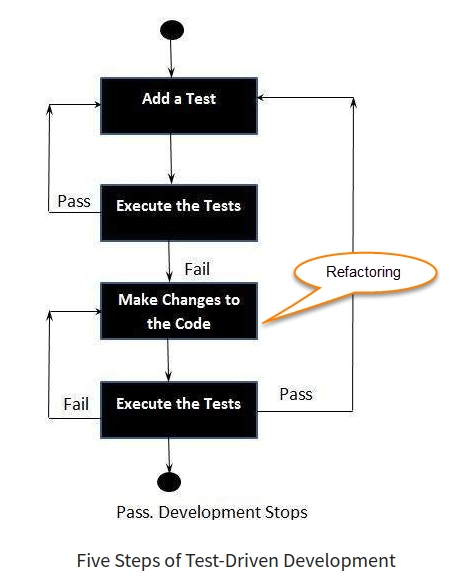 Add a Test
Pass
Execute the Tests
Fail
Refactoring
Make Changes to
the Code
Fail
Execute the Tests
Pass
Pass. Development Stops
Five Steps of Test-Driven Development